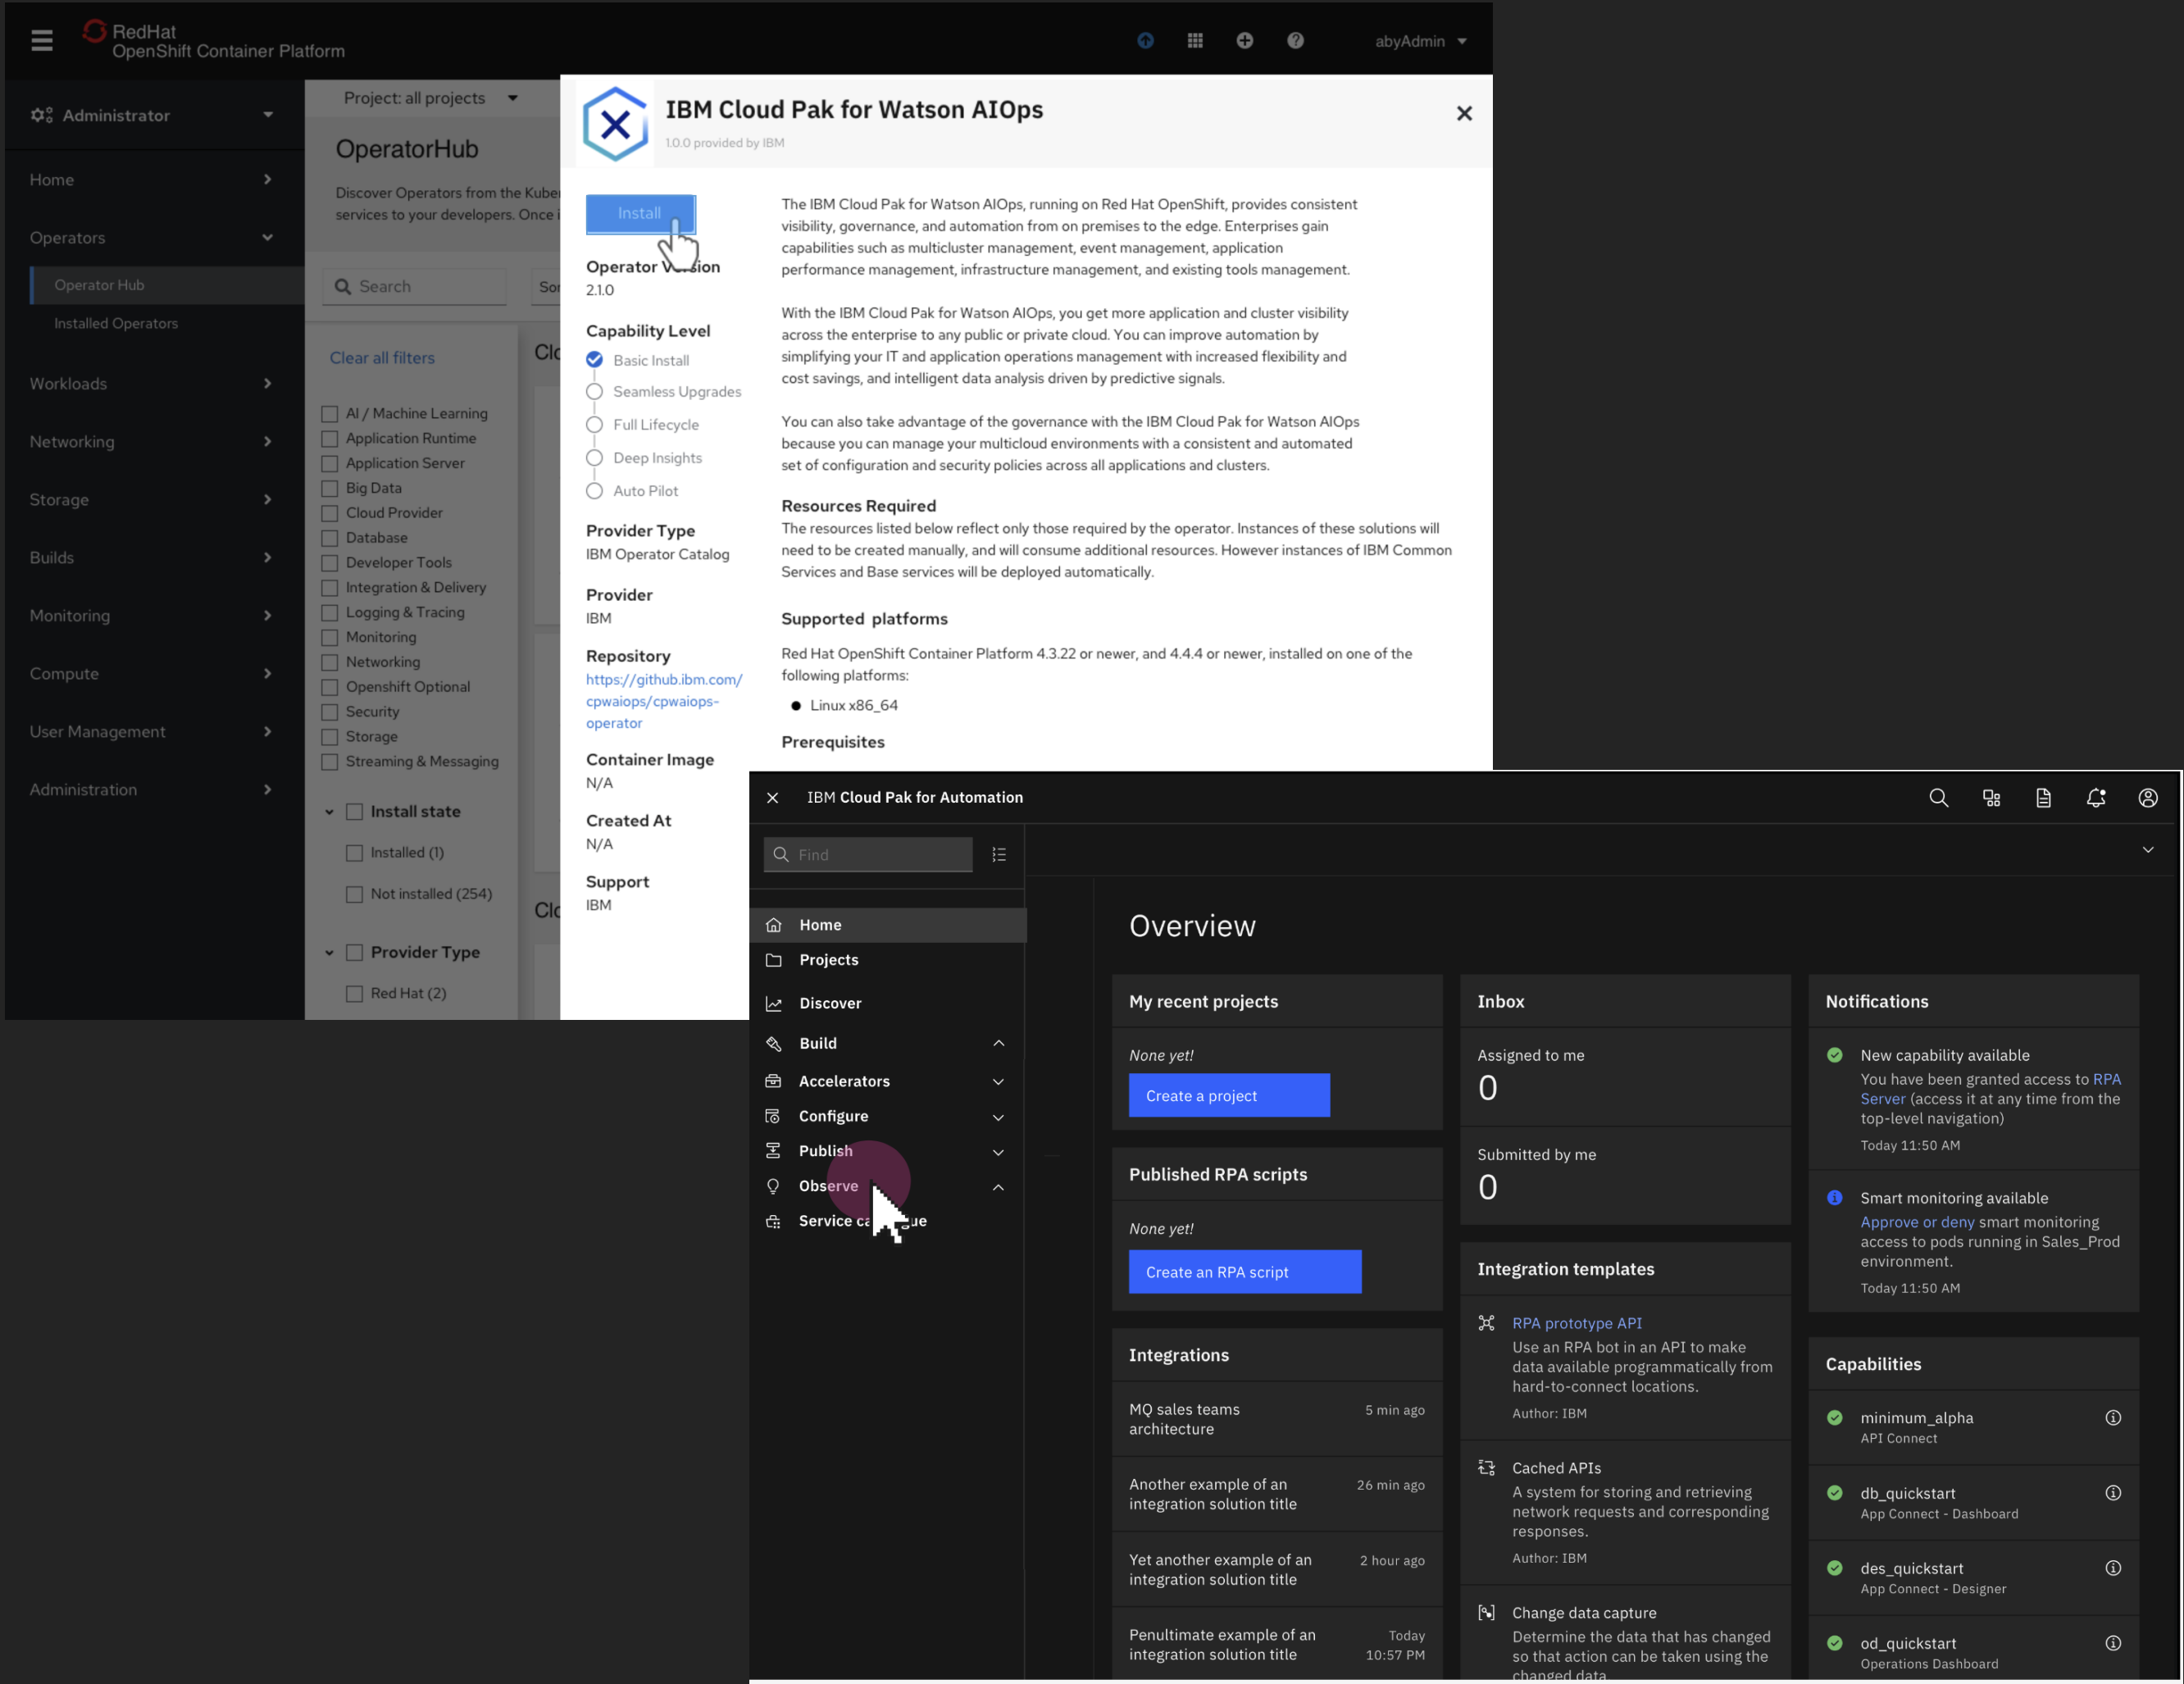 RedHat
OpenShift Container Platform
abyAdmin
Administrator
Home
Operators
Operator Hub
Installed Operators
Workloads
Networking
Storage
Builds
Monitoring
Compute
User Management
Administration
Project: all projects
OperatorHub
Discover Operators from the Kuber
services to your developers. Once i
Search
Sor
Clear all filters
Clo
AI / Machine Learning
Application Runtime
Application Server
Big Data
Cloud Provider
Database
Developer Tools
Integration & Delivery
Logging & Tracing
Monitoring
Networking
Openshift Optional
Security
Storage
Streaming & Messaging
Install state
Installed (1)
Not installed (254)
Clo
Provider Type
Red Hat (2)
IBM Cloud Pak for Watson AIOps
1.0.0 provided by IBM
Install
Operator Version
2.1.0
Capability Level
Basic Install
Seamless Upgrades
Full Lifecycle
Deep Insights
Auto Pilot
Provider Type
IBM Operator Catalog
Provider
IBM
Repository
https://github.ibm.com/
cpwaiops/cpwaiops-
operator
Container Image
N/A
Created At
N/A
Support
IBM
The IBM Cloud Pak for Watson AIOps, running on Red Hat OpenShift, provides consistent
visibility, governance, and automation from on premises to the edge. Enterprises gain
capabilities such as multicluster management, event management, application
performance management, infrastructure management, and existing tools management.
With the IBM Cloud Pak for Watson AIOps, you get more application and cluster visibility
across the enterprise to any public or private cloud. You can improve automation by
simplifying your IT and application operations management with increased flexibility and
cost savings, and intelligent data analysis driven by predictive signals.
You can also take advantage of the governance with the IBM Cloud Pak for Watson AIOps
because you can manage your multicloud environments with a consistent and automated
set of configuration and security policies across all applications and clusters.
Resources Required
The resources listed below reflect only those required by the operator. Instances of these solutions will
need to be created manually, and will consume additional resources. However instances of IBM Common
Services and Base services will be deployed automatically.
Supported platforms
Red Hat OpenShift Container Platform 4.3.22 or newer, and 4.4.4 or newer, installed on one of the
following platforms:
Linux x86_64
Prerequisites
IBM Cloud Pak for Automation
Find
Home
Projects
Discover
Build
Accelerators
Configure
Publish
Observe
Service
Overview
My recent projects
None yet!
Create a project
Published RPA scripts
None yet!
Create an RPA script
Integrations
MQ sales teams
architecture
5 min ago
Another example of an
integration solution title
26 min ago
Yet another example of an
integration solution title
2 hour ago
Penultimate example of an
integration solution title
Today
10:57 PM
Inbox
Assigned to me
0
Submitted by me
0
Integration templates
RPA prototype API
Use an RPA bot in an API to make
data available programmatically from
hard-to-connect locations.
Author: IBM
Cached APIs
A system for storing and retrieving
network requests and corresponding
responses.
Author: IBM
Change data capture
Determine the data that has changed
so that action can be taken using the
changed data
Notifications
New capability available
You have been granted access to RPA
Server (access it at any time from the
top-level navigation)
Today 11:50 AM
Smart monitoring available
Approve or deny smart monitoring
access to pods running in Sales_Prod
environment.
Today 11:50 AM
Capabilities
minimum_alpha
API Connect
db_quickstart
App Connect - Dashboard
des_quickstart
App Connect - Designer
od_quickstart
Operations Dashboard